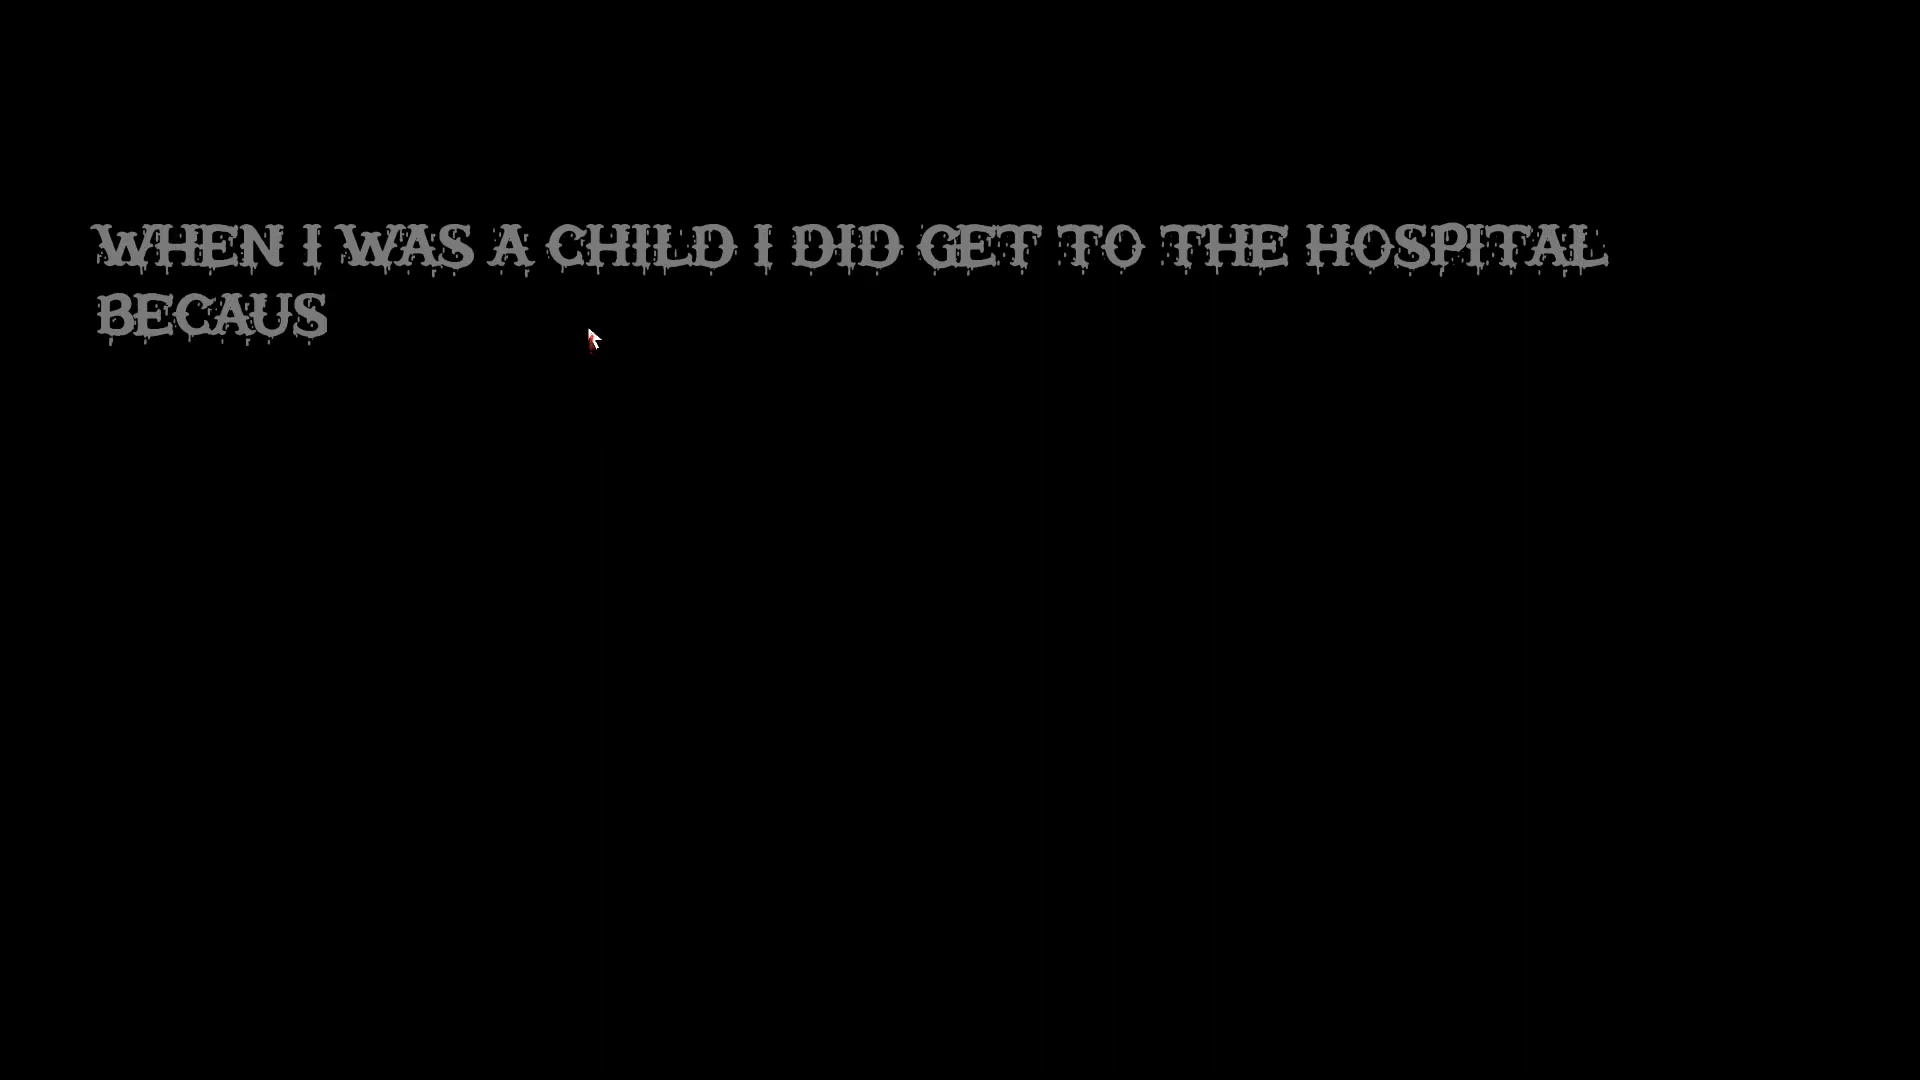 WHEN I WAS A CHILD I DID GET TO THE HOSPITAL
BECAUS